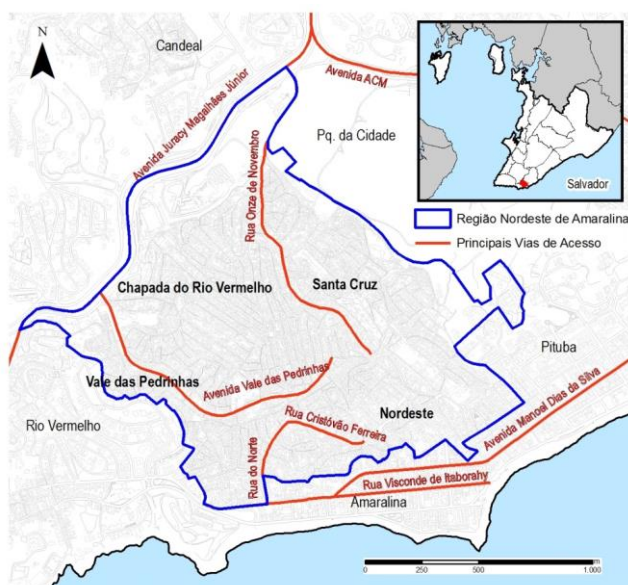 N
Candeal
Avenida ACM
Avenida Juracy Magalhães Júnior
Pq. da Cidade
Salvador
Região Nordeste de Amaralina
Principais Vias de Acesso
Rua Onze de Novembro
Chapada do Rio Vermelho
Santa Cruz
Pituba
Vale das Pedrinhas
Avenida Vale das Pedrinhas
Avenida Manoel Dias da Silva
Rio Vermelho
Nordeste
Rua Cristóvão Ferreira
Rua do Norte
Rua Visconde de Itaborahy
Amaralina
0 250 500 1.000
m